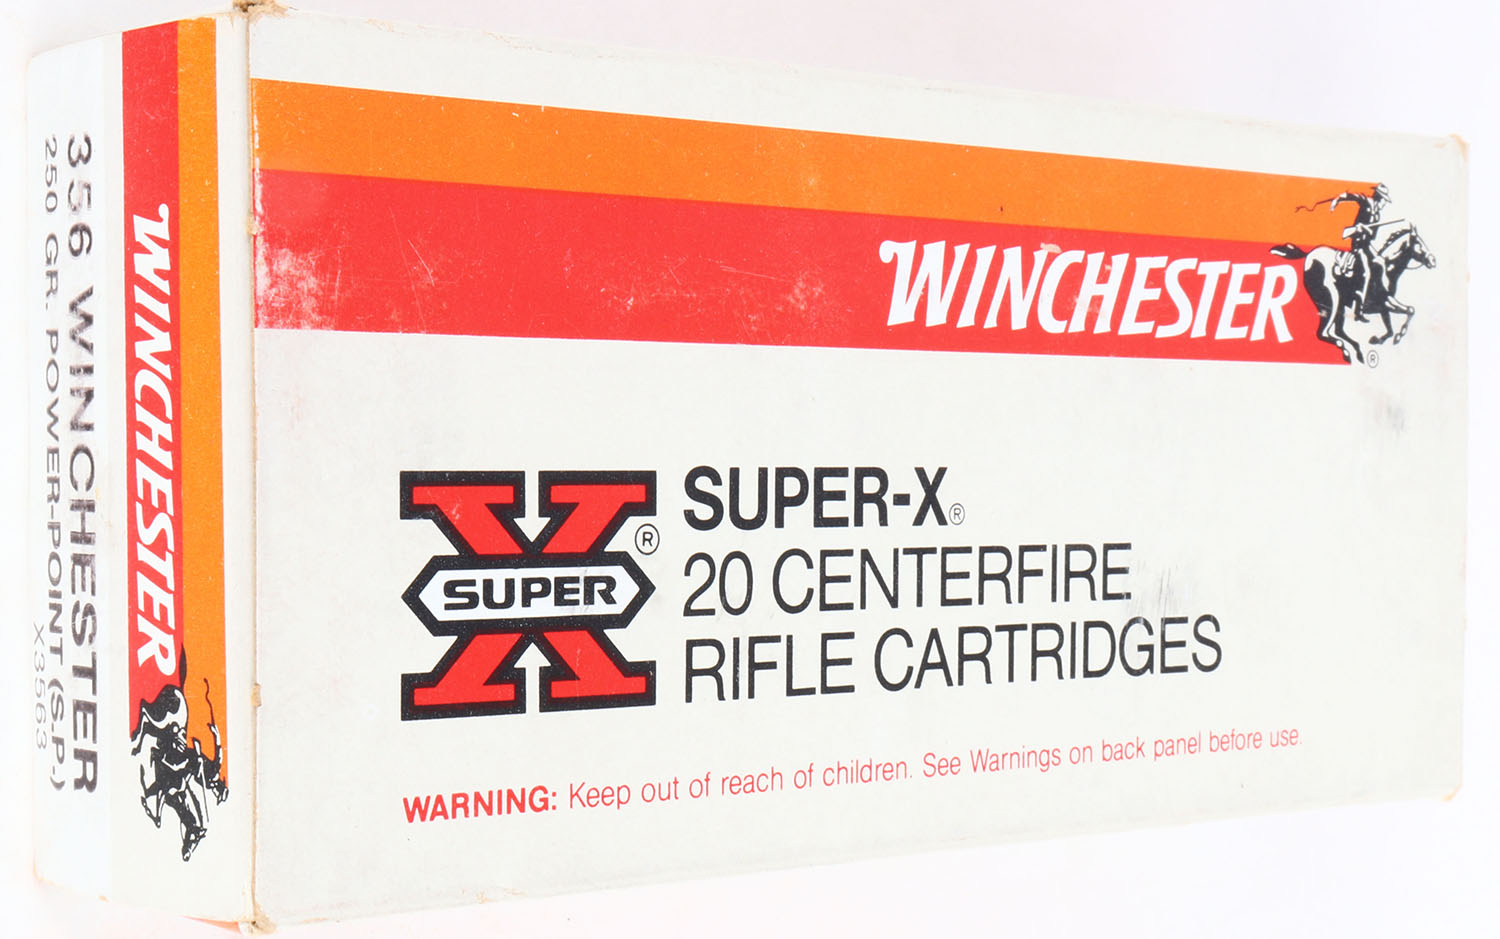 WINCHESTER
®
SUPER
®
SUPER-X®
20 CENTERFIRE
RIFLE CARTRIDGES
WARNING: Keep out of reach of children. See Warnings on back panel before use.
WINCHESTER
356 WINCHESTER
250 GR. POWER-POINT (S.P.)
X3563